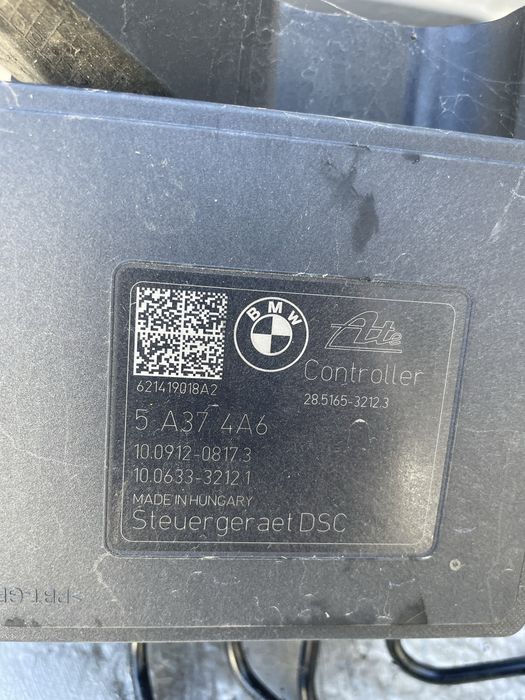 BMW
Ate
Controller
621419018A2
28.5165-3212.3
5 A37 4A6
10.0912-0817.3
10.0633-3212.1
MADE IN HUNGARY
Steuergeraet DSC